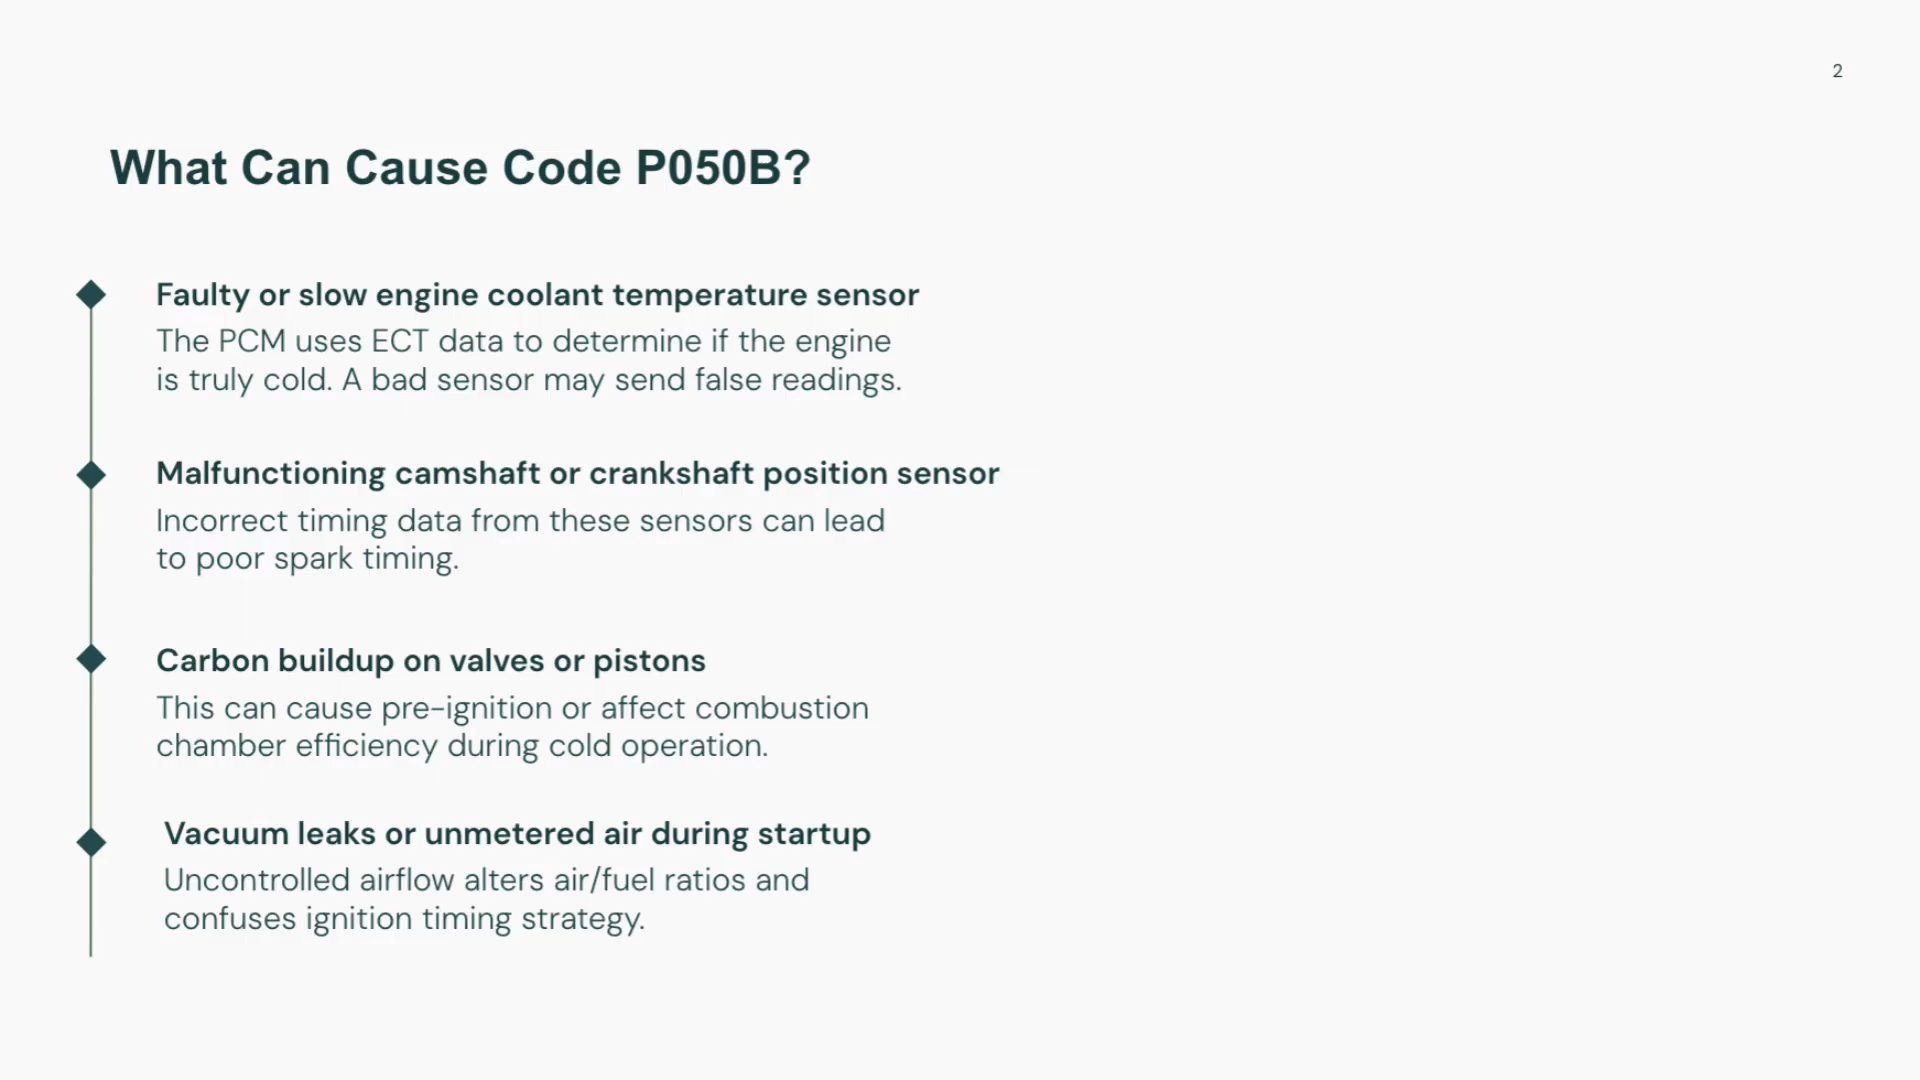 2
What Can Cause Code P050B?
Faulty or slow engine coolant temperature sensor
The PCM uses ECT data to determine if the engine
is truly cold. A bad sensor may send false readings.
Malfunctioning camshaft or crankshaft position sensor
Incorrect timing data from these sensors can lead
to poor spark timing.
Carbon buildup on valves or pistons
This can cause pre-ignition or affect combustion
chamber efficiency during cold operation.
Vacuum leaks or unmetered air during startup
Uncontrolled airflow alters air/fuel ratios and
confuses ignition timing strategy.